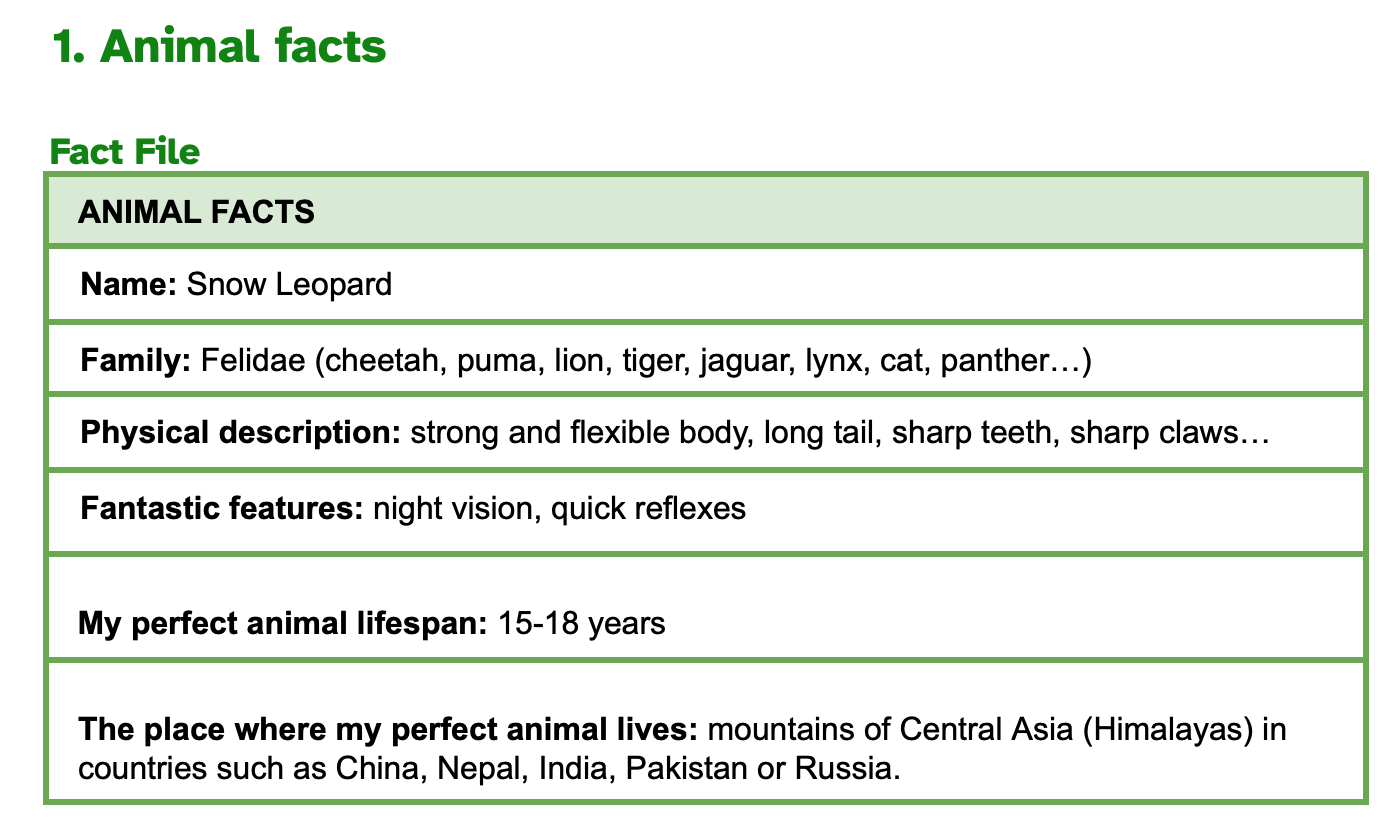 1. Animal facts
Fact File
ANIMAL FACTS
Name: Snow Leopard
Family: Felidae (cheetah, puma, lion, tiger, jaguar, lynx, cat, panther…)
Physical description: strong and flexible body, long tail, sharp teeth, sharp claws…
Fantastic features: night vision, quick reflexes
My perfect animal lifespan: 15-18 years
The place where my perfect animal lives: mountains of Central Asia (Himalayas) in
countries such as China, Nepal, India, Pakistan or Russia.